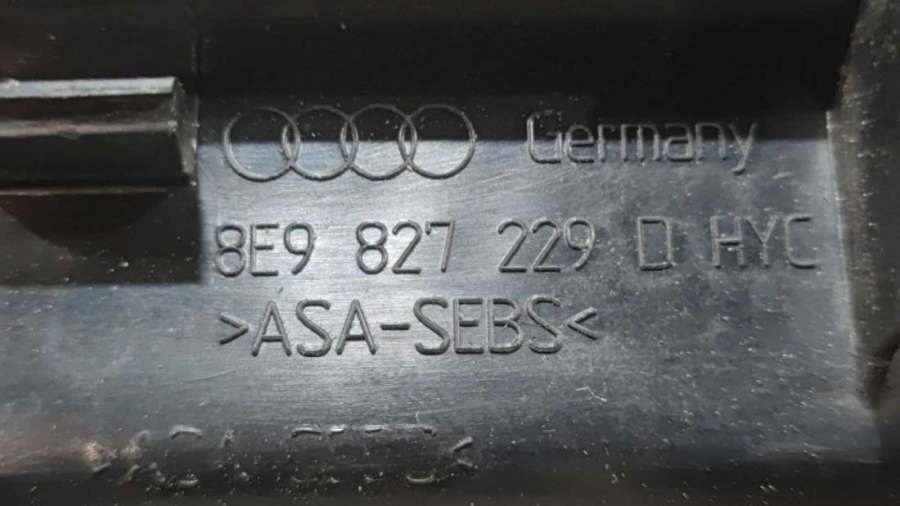 Germany
8E9 827 229 D HYC
>ASA-SEBS<